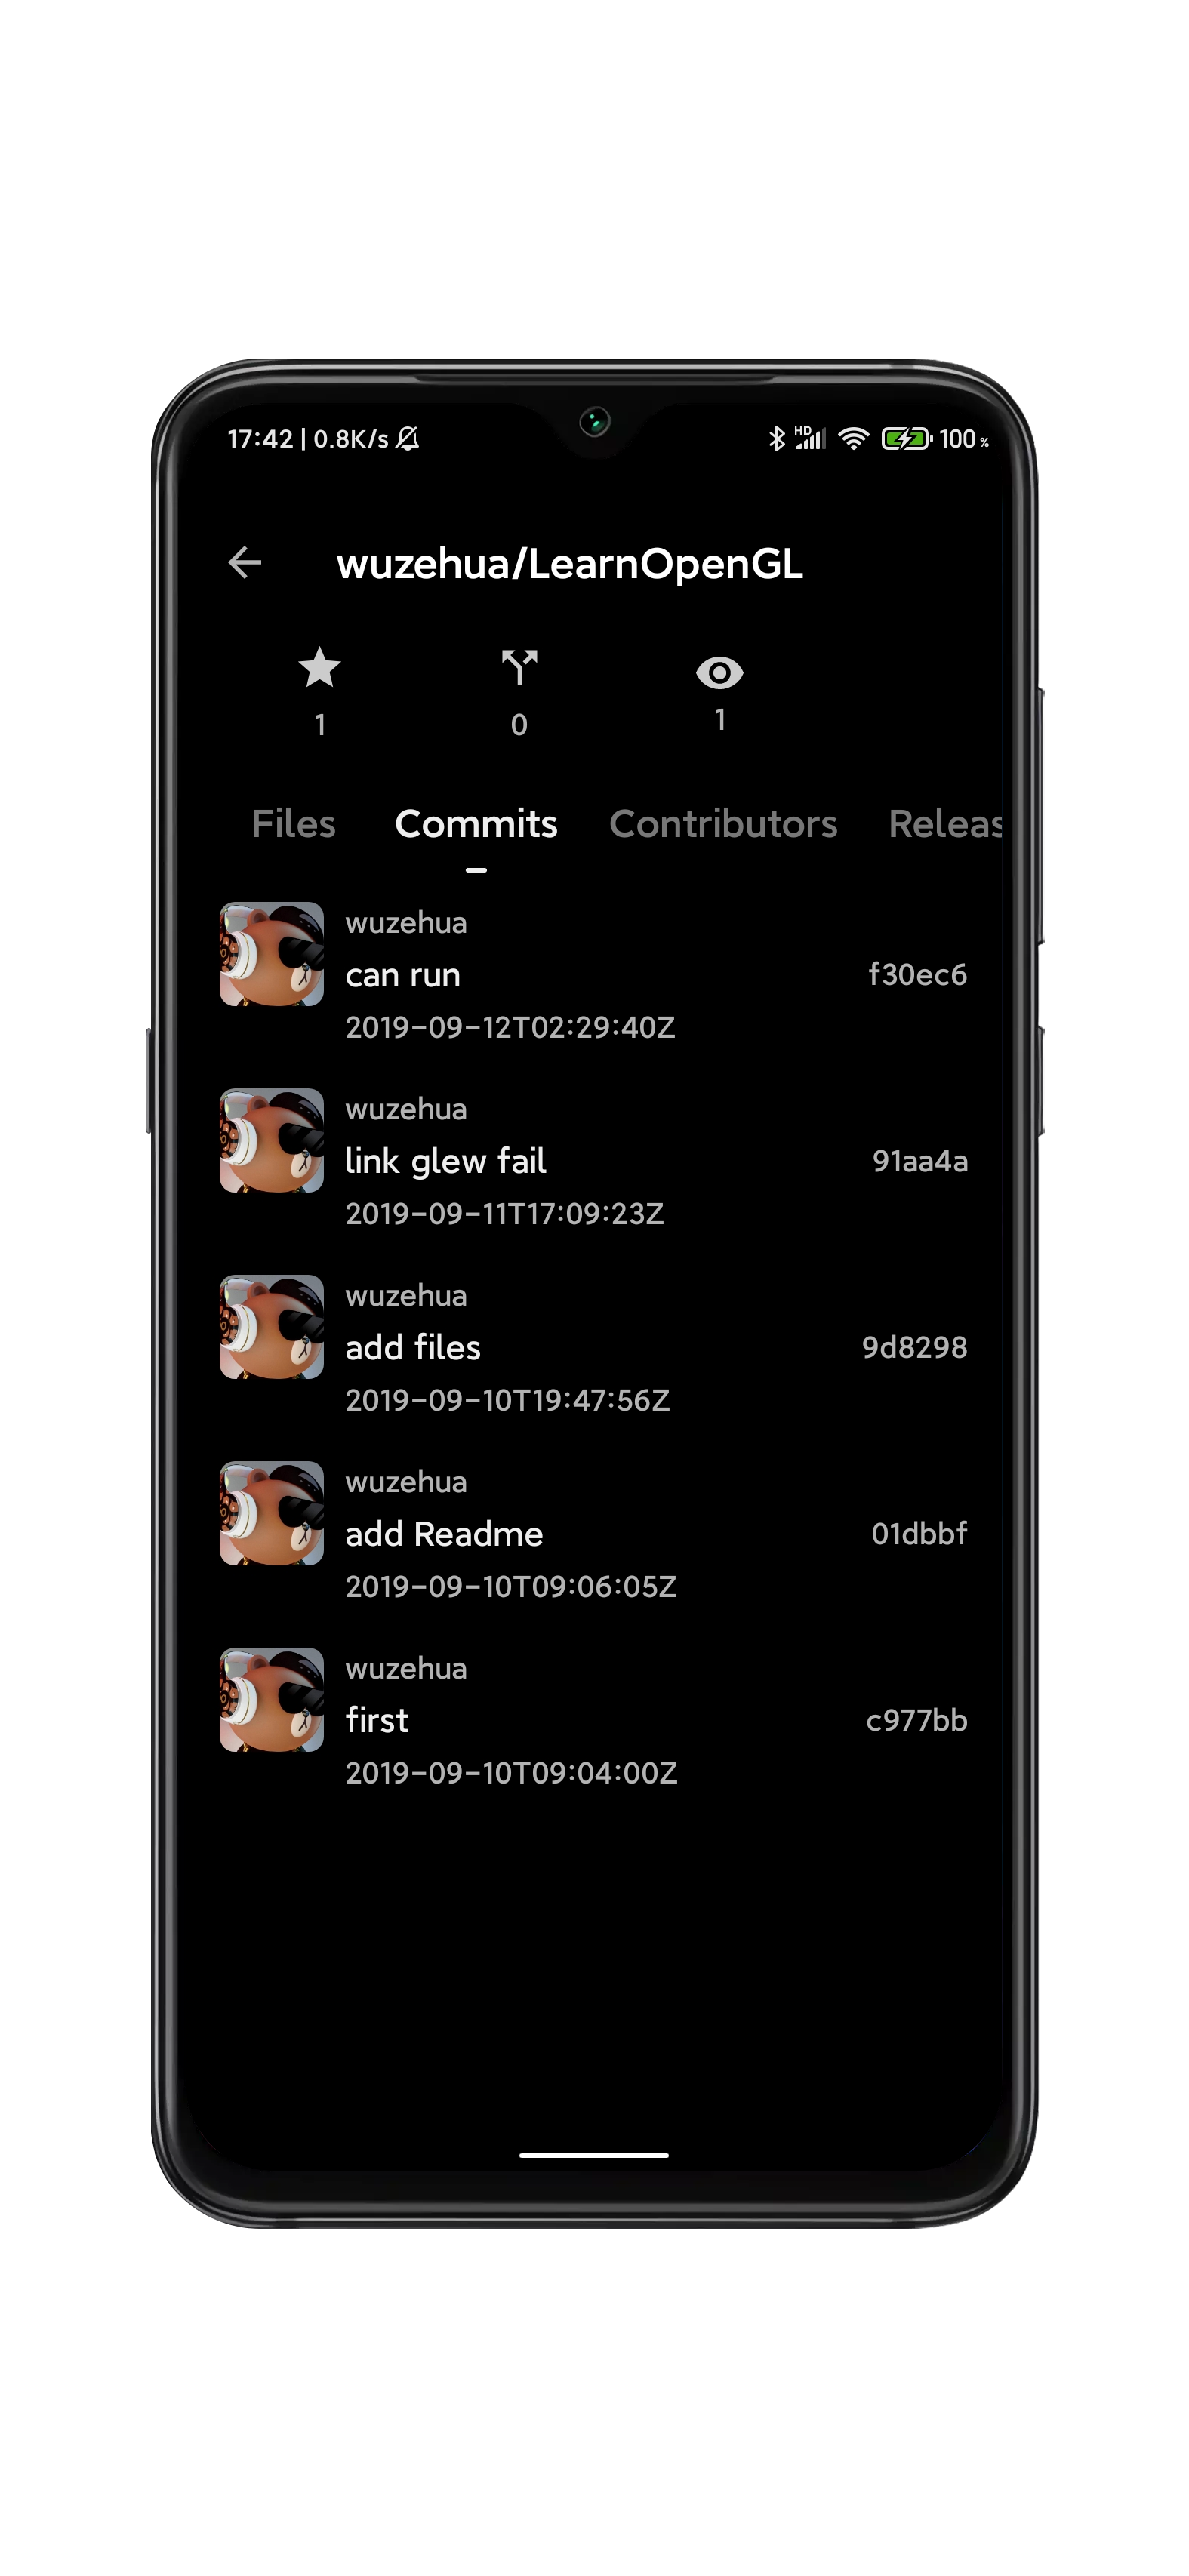 17:42 | 0.8K/s HD 100 %
wuzehua/LearnOpenGL
1 0 1
Files Commits Contributors Releas
wuzehua
can run f30ec6
2019-09-12T02:29:40Z
wuzehua
link glew fail 91aa4a
2019-09-11T17:09:23Z
wuzehua
add files 9d8298
2019-09-10T19:47:56Z
wuzehua
add Readme 01dbbf
2019-09-10T09:06:05Z
wuzehua
first c977bb
2019-09-10T09:04:00Z